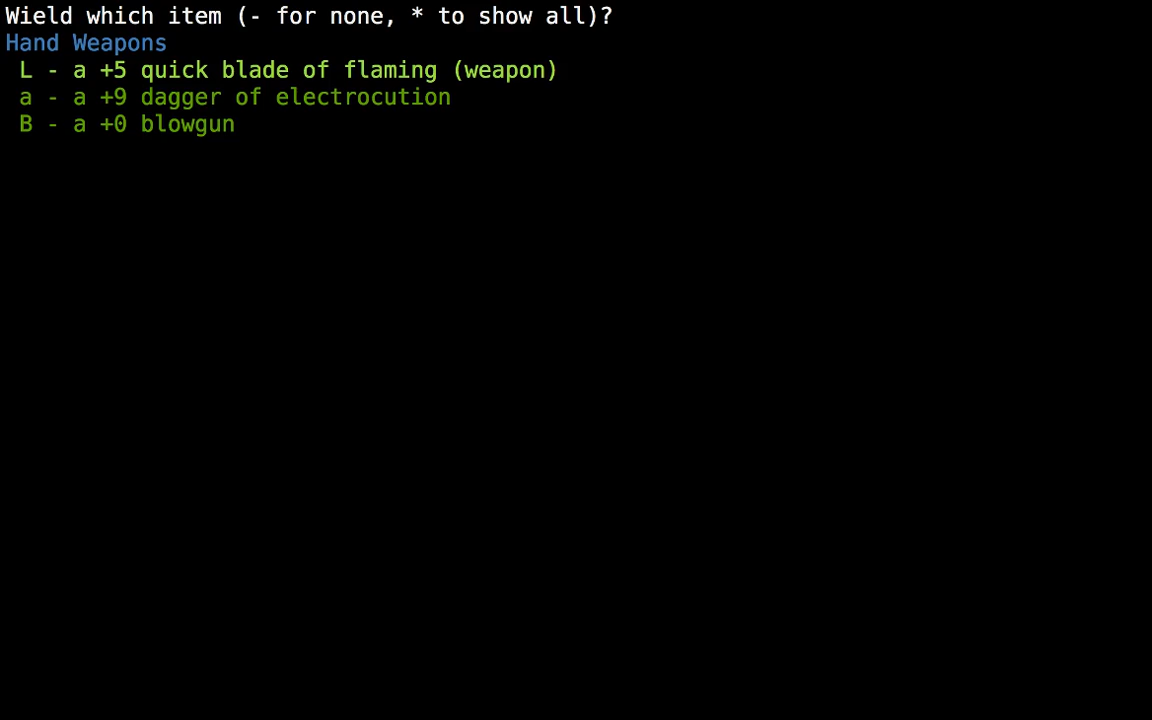 Wield which item (- for none, * to show all)?
Hand Weapons
L - a +5 quick blade of flaming (weapon)
a - a +9 dagger of electrocution
B - a +0 blowgun